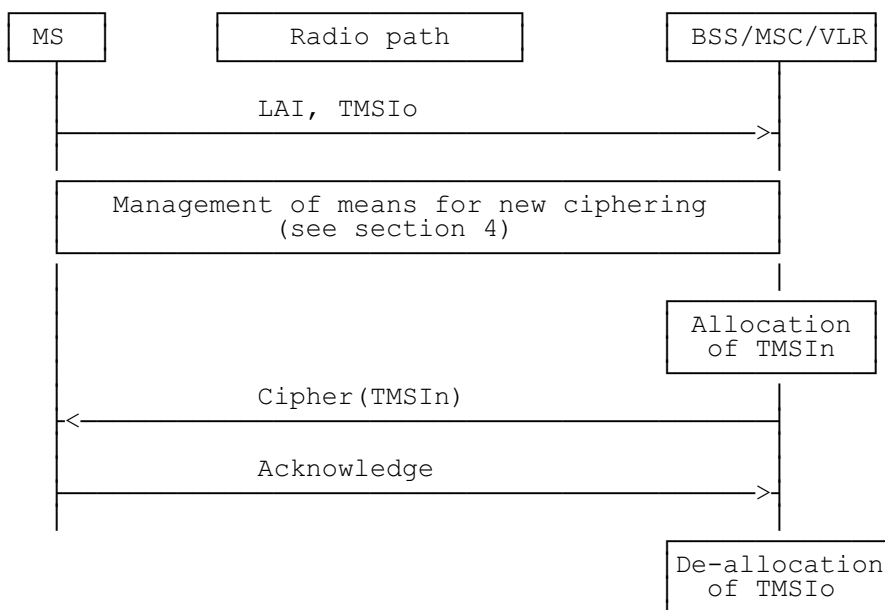 MS
Radio path
BSS/MSC/VLR
LAI, TMSIo
Management of means for new ciphering
(see section 4)
Allocation
of TMSIn
Cipher(TMSIn)
Acknowledge
De-allocation
of TMSIo